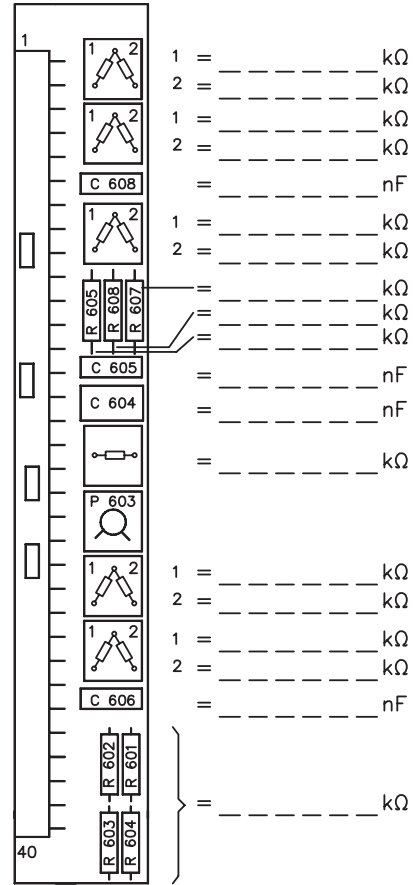 1
1 2 1 = _ _ _ _ _ _ kΩ
2 = _ _ _ _ _ _ kΩ
1 2 1 = _ _ _ _ _ _ kΩ
2 = _ _ _ _ _ _ kΩ
C 608 = _ _ _ _ _ _ nF
1 2 1 = _ _ _ _ _ _ kΩ
2 = _ _ _ _ _ _ kΩ
R 605 R 608 R 607 = _ _ _ _ _ _ kΩ
= _ _ _ _ _ _ kΩ
= _ _ _ _ _ _ kΩ
C 605 = _ _ _ _ _ _ nF
C 604 = _ _ _ _ _ _ nF
= _ _ _ _ _ _ kΩ
P 603
1 2 1 = _ _ _ _ _ _ kΩ
2 = _ _ _ _ _ _ kΩ
1 2 1 = _ _ _ _ _ _ kΩ
2 = _ _ _ _ _ _ kΩ
C 606 = _ _ _ _ _ _ nF
R 602 R 601
= _ _ _ _ _ _ kΩ
R 603 R 604
40